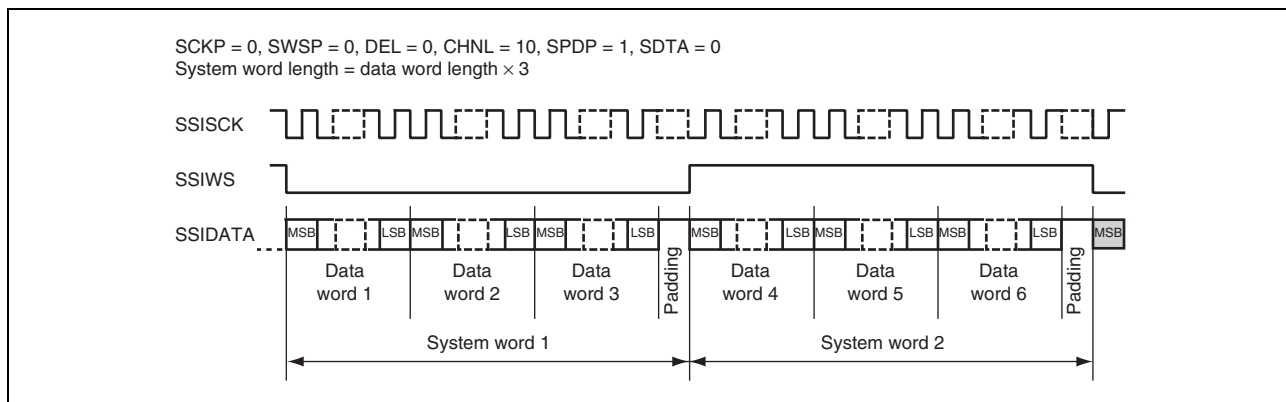 SCKP = 0, SWSP = 0, DEL = 0, CHNL = 10, SPDP = 1, SDTA = 0
System word length = data word length × 3
SSISCK
SSIWS
SSIDATA
MSB LSB MSB LSB MSB LSB MSB LSB MSB LSB MSB LSB MSB
Data word 1
Data word 2
Data word 3
Padding
Data word 4
Data word 5
Data word 6
Padding
System word 1
System word 2